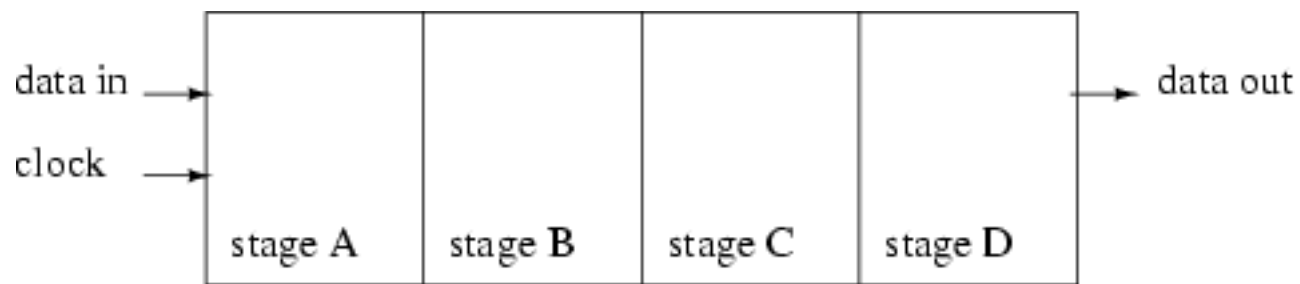 data in
data out
clock
stage A
stage B
stage C
stage D